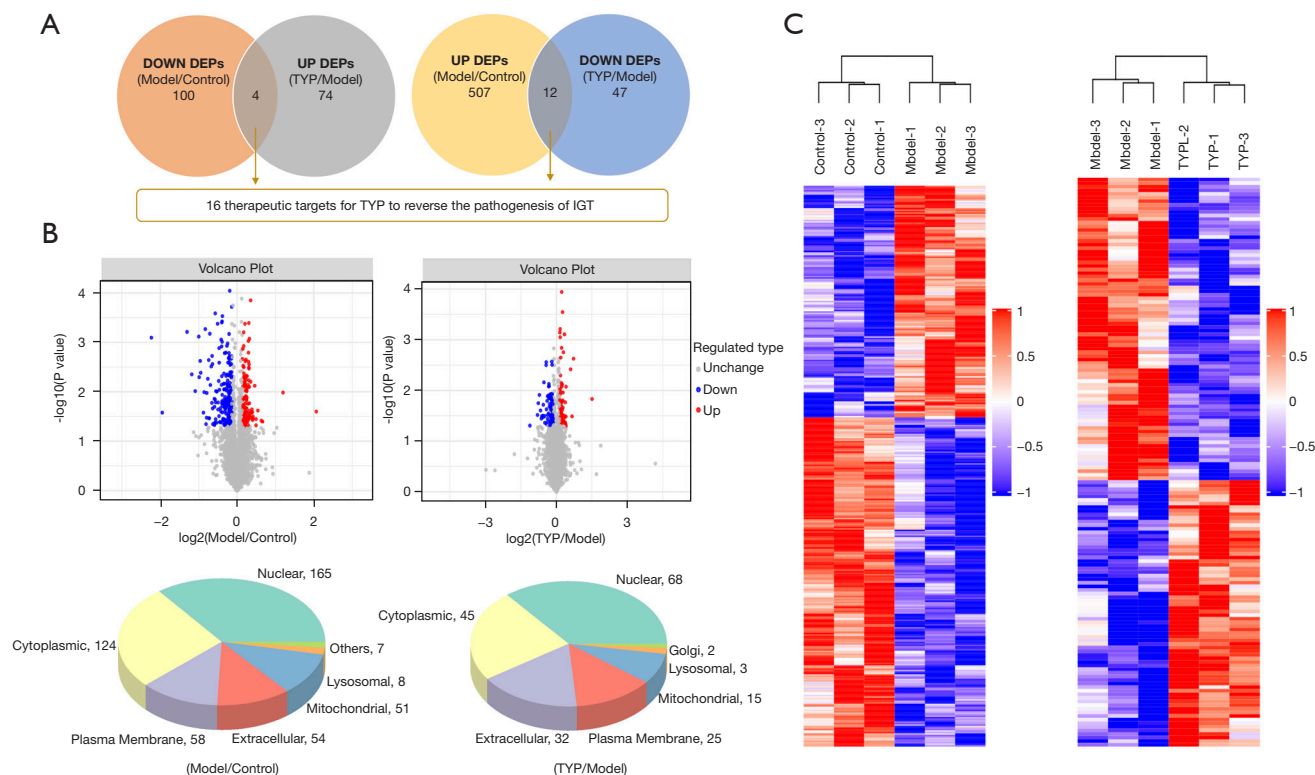 A
DOWN DEPs
(Model/Control)
100
4
UP DEPs
(TYP/Model)
74
UP DEPs
(Model/Control)
507
12
DOWN DEPs
(TYP/Model)
47
16 therapeutic targets for TYP to reverse the pathogenesis of IGT
B
Volcano Plot
4
3
2
1
0
-log10(P value)
−2
0
2
log2(Model/Control)
Volcano Plot
4
3
2
1
0
-log10(P value)
−3
0
3
log2(TYP/Model)
Regulated type
Unchange
Down
Up
Nuclear, 165
Cytoplasmic, 124
Others, 7
Lysosomal, 8
Mitochondrial, 51
Plasma Membrane, 58
Extracellular, 54
(Model/Control)
Nuclear, 68
Cytoplasmic, 45
Golgi, 2
Lysosomal, 3
Mitochondrial, 15
Extracellular, 32
Plasma Membrane, 25
(TYP/Model)
C
Control-3
Control-2
Control-1
Mbdel-1
Mbdel-2
Mbdel-3
1
0.5
0
−0.5
−1
Mbdel-3
Mbdel-2
Mbdel-1
TYPL-2
TYP-1
TYP-3
1
0.5
0
−0.5
−1